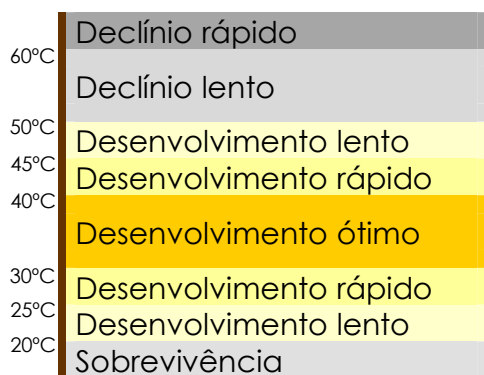 Declínio rápido
60ºC
Declínio lento
50ºC
Desenvolvimento lento
45ºC
Desenvolvimento rápido
40ºC
Desenvolvimento ótimo
30ºC
Desenvolvimento rápido
25ºC
Desenvolvimento lento
20ºC
Sobrevivência